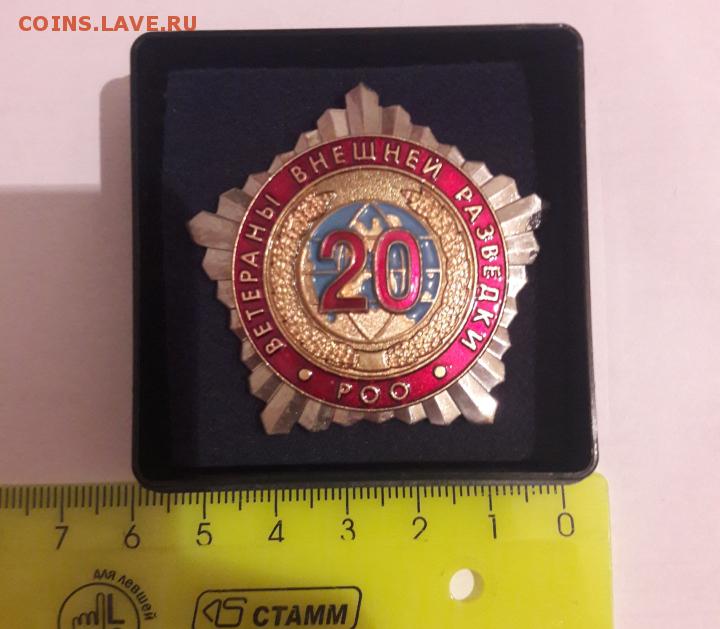 COINS.LAVE.RU
ВЕТЕРАНЫ ВНЕШНЕЙ РАЗВЕДКИ
• РОО •
20
7 6 5 4 3 2 1 0
для левшей
L
СТАММ